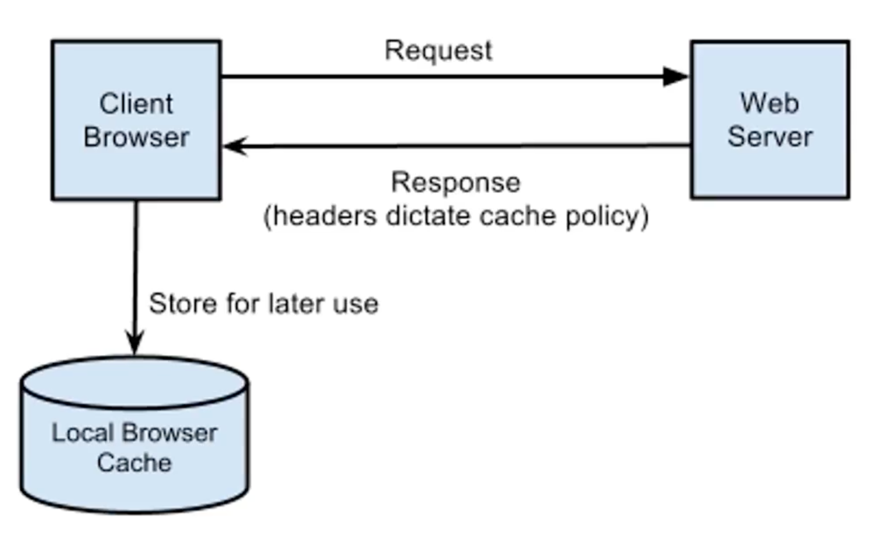 Request
Client
Browser
Web
Server
Response
(headers dictate cache policy)
Store for later use
Local Browser
Cache